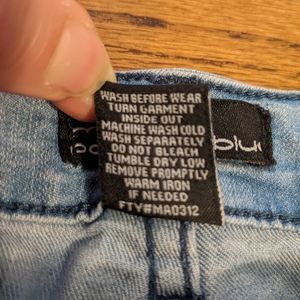 WASH BEFORE WEAR
TURN GARMENT
INSIDE OUT
MACHINE WASH COLD
WASH SEPARATELY
DO NOT BLEACH
TUMBLE DRY LOW
REMOVE PROMPTLY
WARM IRON
IF NEEDED
FTY#MA0312